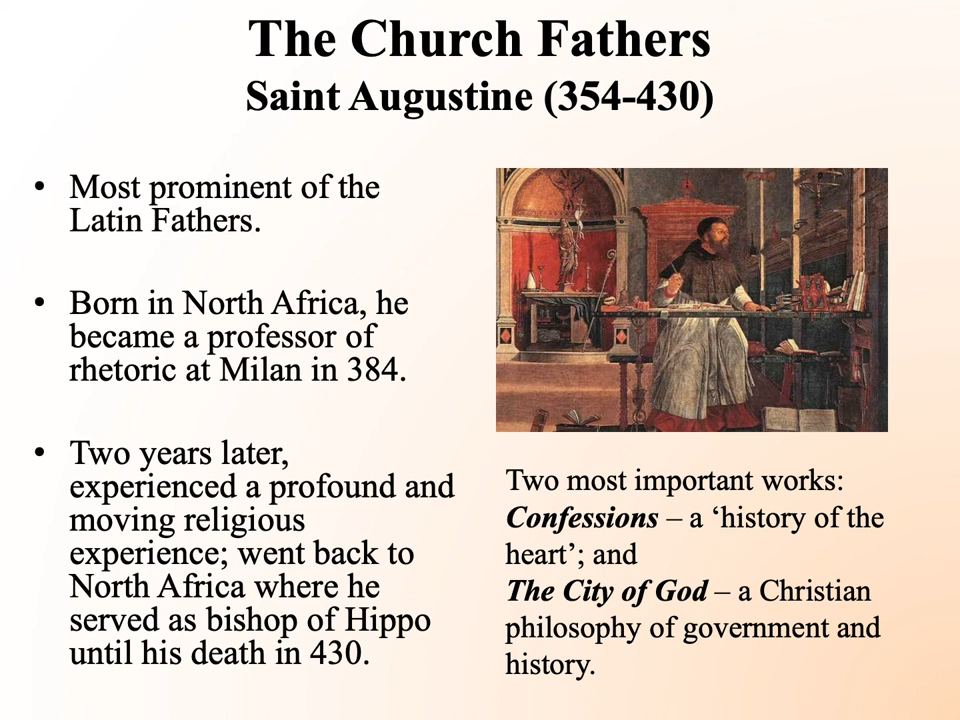 The Church Fathers
Saint Augustine (354-430)
• Most prominent of the
Latin Fathers.
• Born in North Africa, he
became a professor of
rhetoric at Milan in 384.
• Two years later,
experienced a profound and
moving religious
experience; went back to
North Africa where he
served as bishop of Hippo
until his death in 430.
Two most important works:
Confessions – a ‘history of the
heart’; and
The City of God – a Christian
philosophy of government and
history.